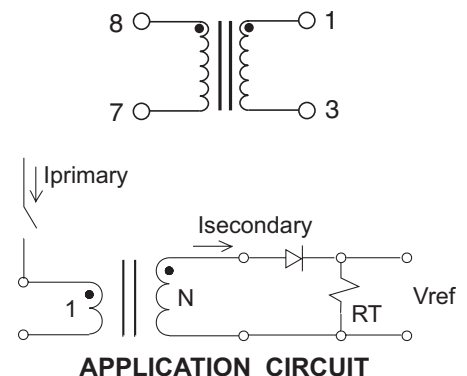 8 1
7 3
Iprimary
Isecondary
1 N RT Vref
APPLICATION CIRCUIT